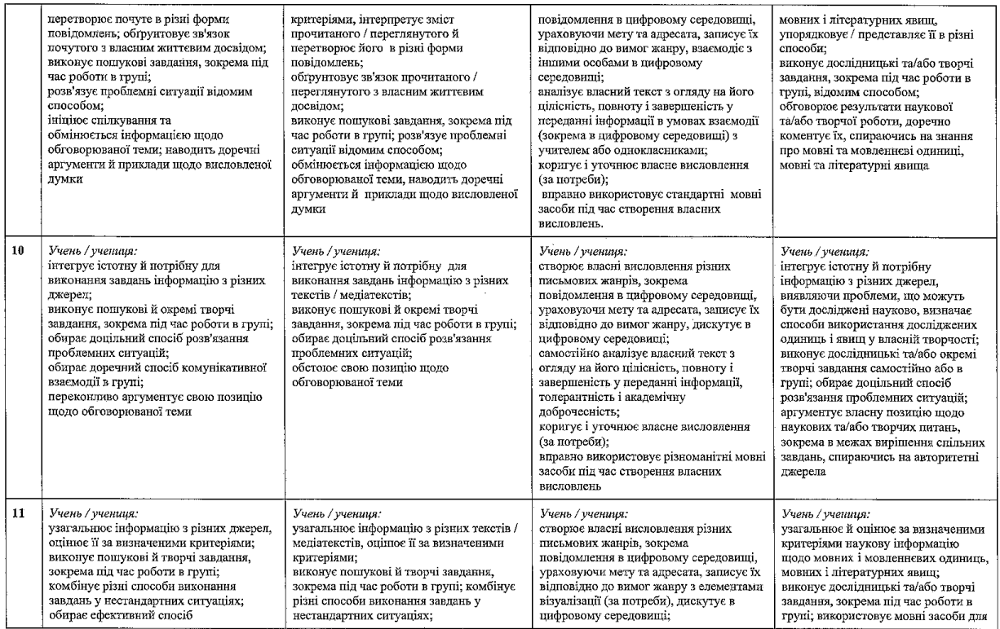 перетворює почуте в різні форми
повідомлень; обґрунтовує зв'язок
почутого з власним життєвим досвідом;
виконує пошукові завдання, зокрема під
час роботи в групі;
розв'язує проблемні ситуації відомим
способом;
ініціює спілкування та
обмінюється інформацією щодо
обговорюваної теми; наводить доречні
аргументи й приклади щодо висловленої
думки
критеріями, інтерпретує зміст
прочитаного / переглянутого й
перетворює його в різні форми
повідомлень;
обґрунтовує зв'язок прочитаного /
переглянутого з власним життєвим
досвідом;
виконує пошукові завдання, зокрема під
час роботи в групі; розв'язує проблемні
ситуації відомим способом;
обмінюється інформацією щодо
обговорюваної теми, наводить доречні
аргументи й приклади щодо висловленої
думки
повідомлення в цифровому середовищі,
ураховуючи мету та адресата, записує їх
відповідно до вимог жанру, взаємодіє з
іншими особами в цифровому
середовищі;
аналізує власний текст з огляду на його
цілісність, повноту і завершеність у
переданні інформації в умовах взаємодії
(зокрема в цифровому середовищі) з
учителем або однокласниками;
коригує і уточнює власне висловлення
(за потреби);
вправно використовує стандартні мовні
засоби під час створення власних
висловлень.
мовних і літературних явищ,
упорядковує / представляє її в різні
способи;
виконує дослідницькі та/або творчі
завдання, зокрема під час роботи в
групі, відомим способом;
обговорює результати наукової
та/або творчої роботи, доречно
коментує їх, спираючись на знання
про мовні та мовленнєві одиниці,
мовні та літературні явища
10
Учень / учениця:
інтегрує істотну й потрібну для
виконання завдань інформацію з різних
джерел;
виконує пошукові й окремі творчі
завдання, зокрема під час роботи в групі;
обирає доцільний спосіб розв'язання
проблемних ситуацій;
обирає доречний спосіб комунікативної
взаємодії в групі;
переконливо аргументує свою позицію
щодо обговорюваної теми
Учень / учениця:
інтегрує істотну й потрібну для
виконання завдань інформацію з різних
текстів / медіатекстів;
виконує пошукові й окремі творчі
завдання, зокрема під час роботи в групі;
обирає доцільний спосіб розв'язання
проблемних ситуацій;
обстоює свою позицію щодо
обговорюваної теми
Учень / учениця:
створює власні висловлення різних
письмових жанрів, зокрема
повідомлення в цифровому середовищі,
ураховуючи мету та адресата, записує їх
відповідно до вимог жанру, дискутує в
цифровому середовищі;
самостійно аналізує власний текст з
огляду на його цілісність, повноту і
завершеність у переданні інформації,
толерантність і академічну
доброчесність;
коригує і уточнює власне висловлення
(за потреби);
вправно використовує різноманітні мовні
засоби під час створення власних
висловлень
Учень / учениця:
інтегрує істотну й потрібну
інформацію з різних джерел,
виявляючи проблеми, що можуть
бути досліджені науково, визначає
способи використання досліджених
одиниць і явищ у власній творчості;
виконує дослідницькі та/або окремі
творчі завдання самостійно або в
групі; обирає доцільний спосіб
розв'язання проблемних ситуацій;
аргументує власну позицію щодо
наукових та/або творчих питань,
зокрема в межах вирішення спільних
завдань, спираючись на авторитетні
джерела
11
Учень / учениця:
узагальнює інформацію з різних джерел,
оцінює її за визначеними критеріями;
виконує пошукові й творчі завдання,
зокрема під час роботи в групі;
комбінує різні способи виконання
завдань у нестандартних ситуаціях;
обирає ефективний спосіб
Учень / учениця:
узагальнює інформацію з різних текстів /
медіатекстів, оцінює її за визначеними
критеріями;
виконує пошукові й творчі завдання,
зокрема під час роботи в групі; комбінує
різні способи виконання завдань у
нестандартних ситуаціях;
Учень / учениця:
створює власні висловлення різних
письмових жанрів, зокрема
повідомлення в цифровому середовищі,
ураховуючи мету та адресата, записує їх
відповідно до вимог жанру з елементами
візуалізації (за потреби), дискутує в
цифровому середовищі;
Учень / учениця:
узагальнює й оцінює за визначеними
критеріями наукову інформацію
щодо мовних і мовленнєвих одиниць,
мовних і літературних явищ;
виконує дослідницькі та/або творчі
завдання, зокрема під час роботи в
групі; використовує мовні засоби для